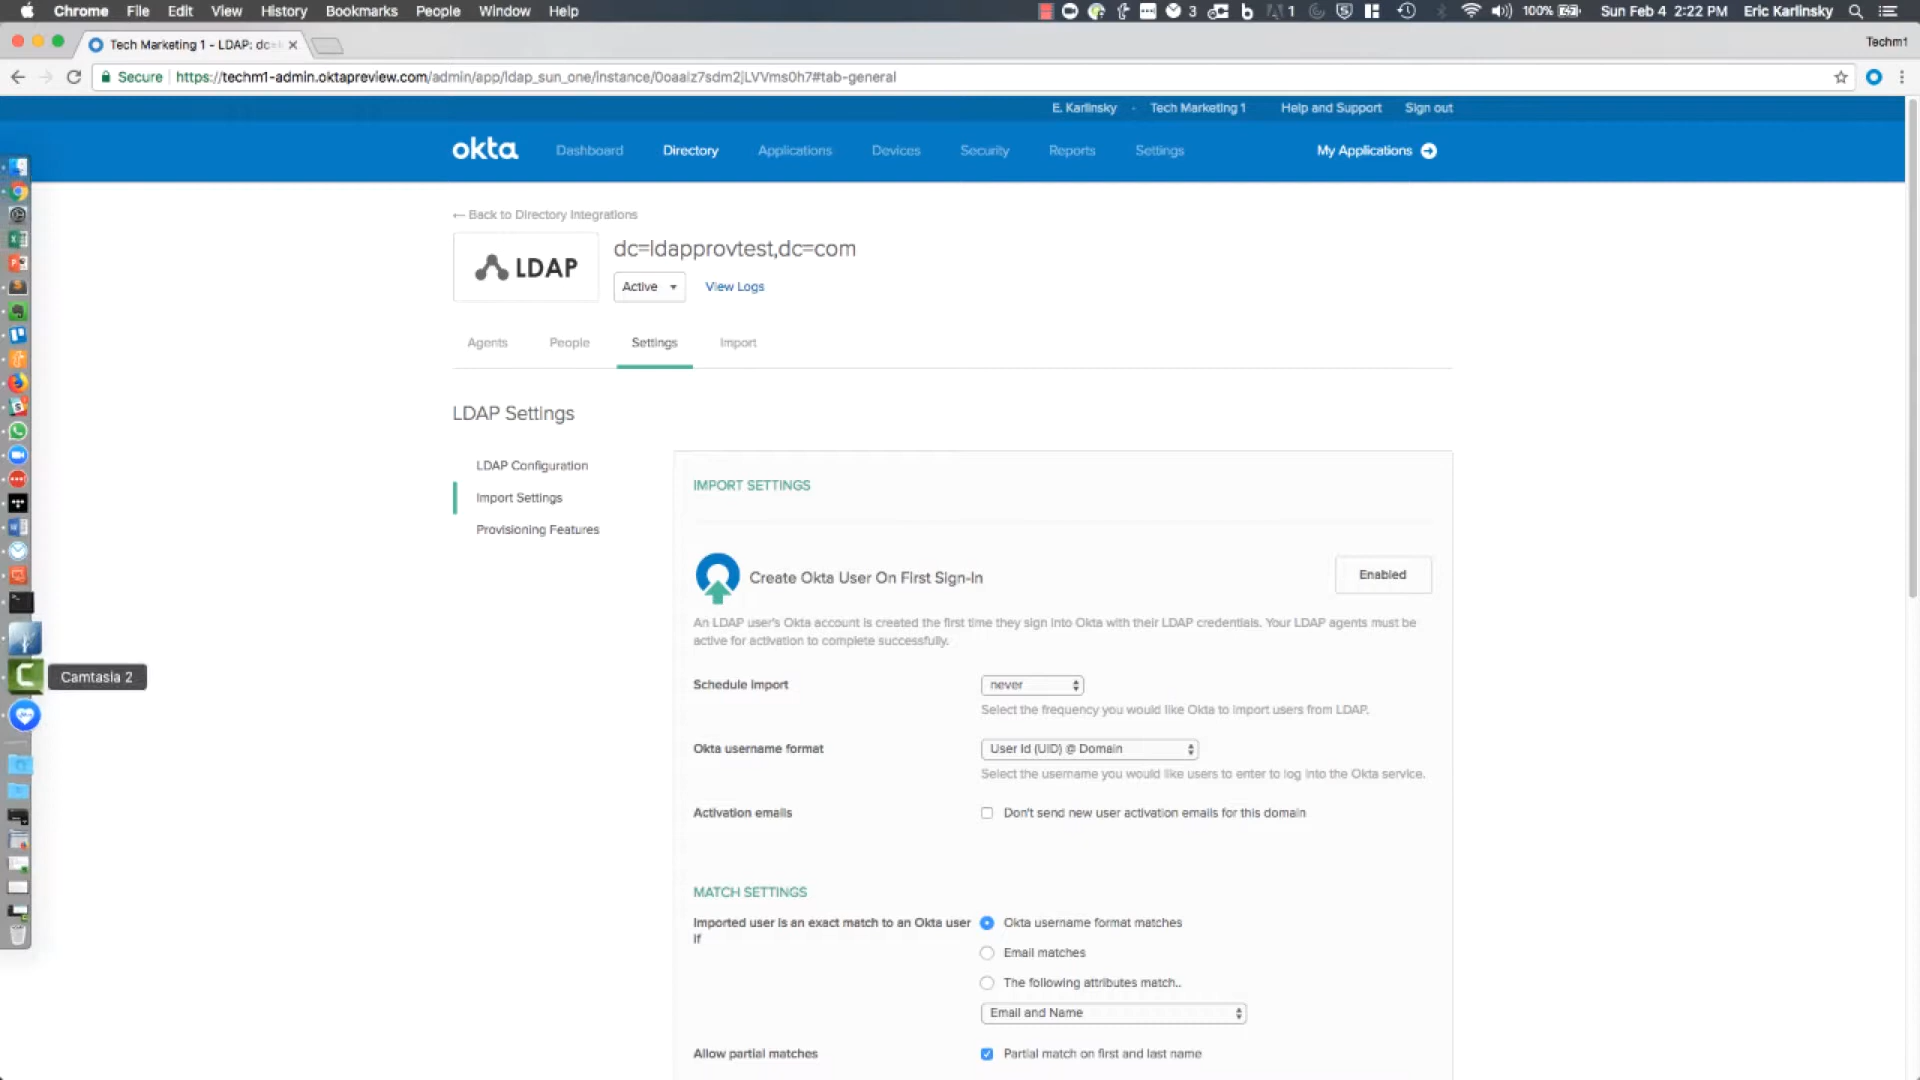 Chrome File Edit View History Bookmarks People Window Help 3 1 100% Sun Feb 4 2:22 PM Eric Karlinsky
Tech Marketing 1 - LDAP: dc= Techm1
Secure https://techm1-admin.oktapreview.com/admin/app/ldap_sun_one/instance/0oaalz7sdm2jLVVms0h7#tab-general
E. Karlinsky - Tech Marketing 1 Help and Support Sign out
okta Dashboard Directory Applications Devices Security Reports Settings My Applications
← Back to Directory Integrations
LDAP
dc=ldapprovtest,dc=com
Active View Logs
Agents People Settings Import
LDAP Settings
LDAP Configuration
Import Settings
Provisioning Features
IMPORT SETTINGS
Create Okta User On First Sign-In Enabled
An LDAP user's Okta account is created the first time they sign into Okta with their LDAP credentials. Your LDAP agents must be
active for activation to complete successfully.
Schedule import never
Select the frequency you would like Okta to import users from LDAP.
Okta username format User Id (UID) @ Domain
Select the username you would like users to enter to log into the Okta service.
Activation emails Don't send new user activation emails for this domain
MATCH SETTINGS
Imported user is an exact match to an Okta user
if
Okta username format matches
Email matches
The following attributes match..
Email and Name
Allow partial matches Partial match on first and last name
Camtasia 2